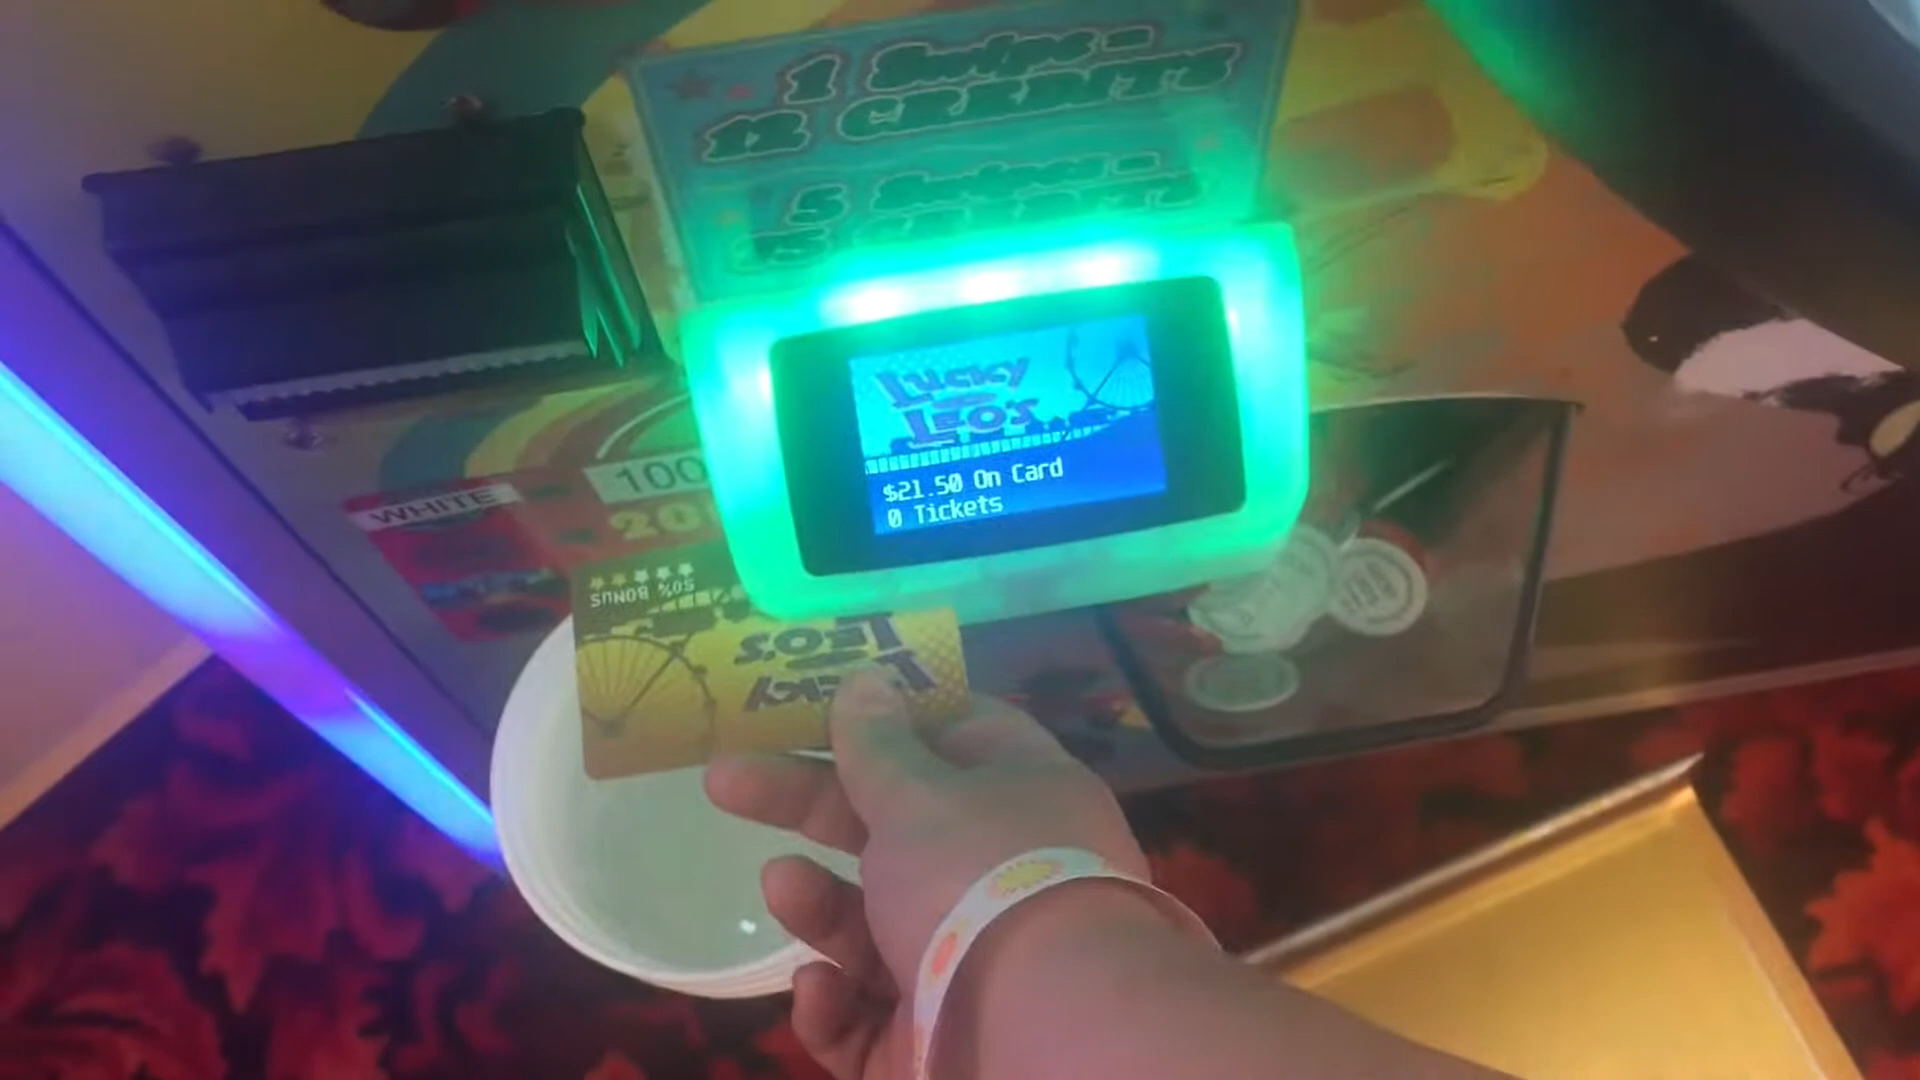 1 Swipe =
12 CREDITS
5 Swipes =
Lucky
LEO'S
$21.50 On Card
0 Tickets
WHITE
100
50% BONUS
Lucky
LEO'S